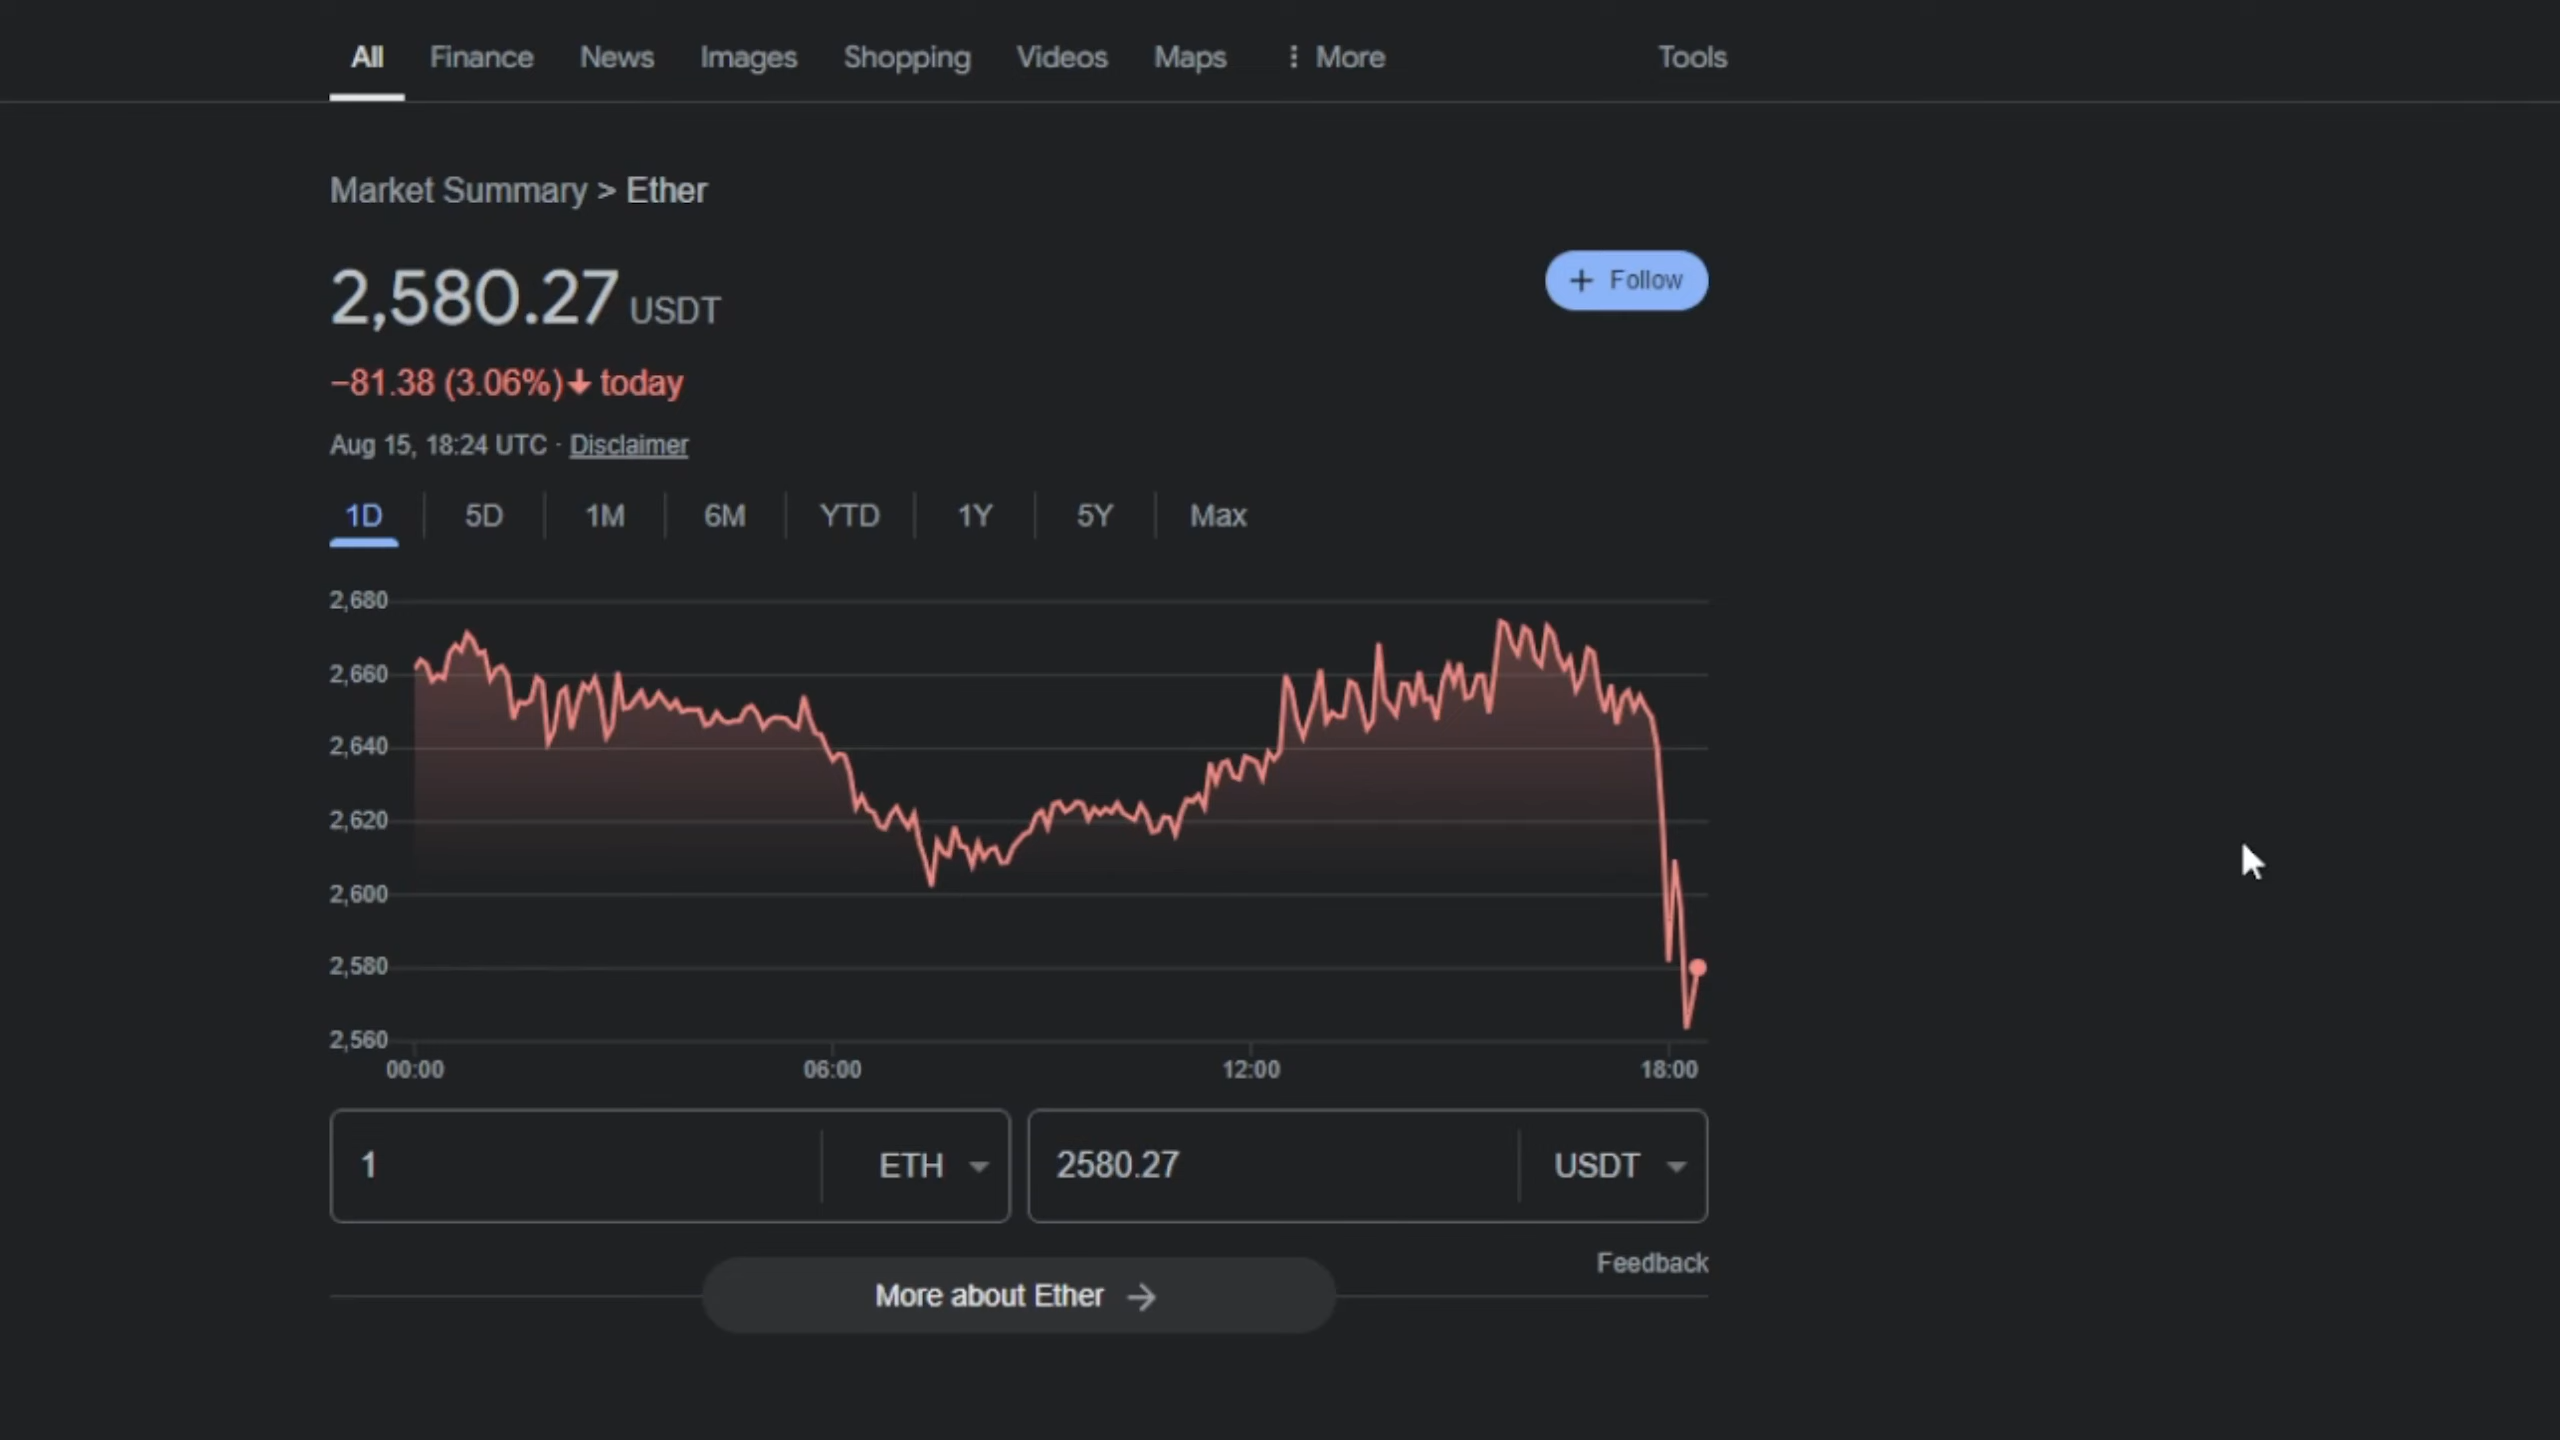 All Finance News Images Shopping Videos Maps ⋮ More Tools
Market Summary > Ether
2,580.27 USDT
+ Follow
−81.38 (3.06%)↓ today
Aug 15, 18:24 UTC · Disclaimer
1D 5D 1M 6M YTD 1Y 5Y Max
2,680
2,660
2,640
2,620
2,600
2,580
2,560
00:00 06:00 12:00 18:00
1 ETH 2580.27 USDT
Feedback
More about Ether →